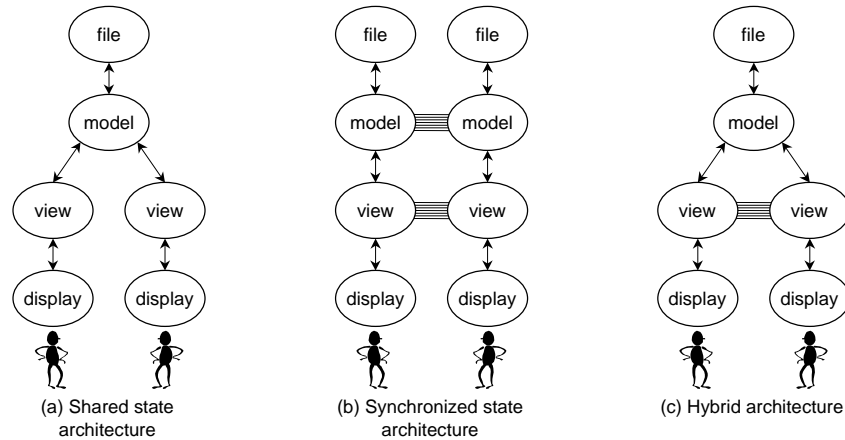 file
model
view view
display display
(a) Shared state
architecture
file file
model model
view view
display display
(b) Synchronized state
architecture
file
model
view view
display display
(c) Hybrid architecture